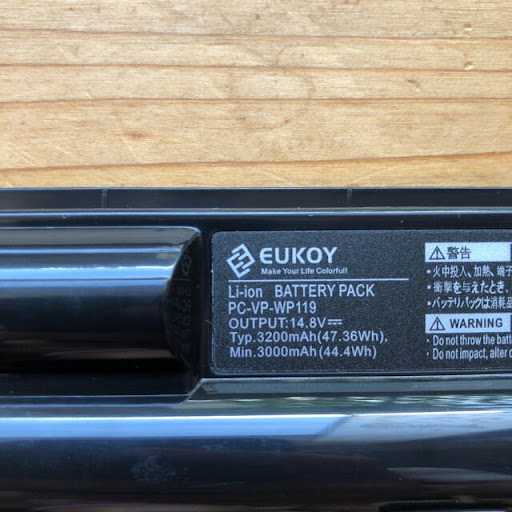 EUKOY
Make Your Life Colorful!
Li-ion BATTERY PACK
PC-VP-WP119
OUTPUT:14.8V⎓
Typ.3200mAh(47.36Wh),
Min.3000mAh(44.4Wh)
⚠警告
・火中投入、加熱、端子
・衝撃を与えたとき、
・バッテリパックは消耗品
⚠ WARNING
・Do not throw the batt
・Do not impact, alter o